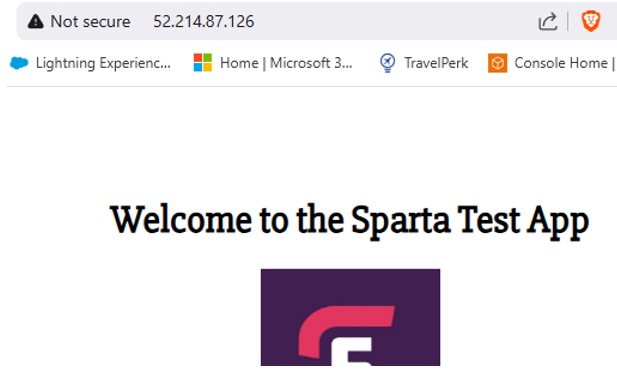 Not secure 52.214.87.126
Lightning Experienc... Home | Microsoft 3... TravelPerk Console Home |
Welcome to the Sparta Test App